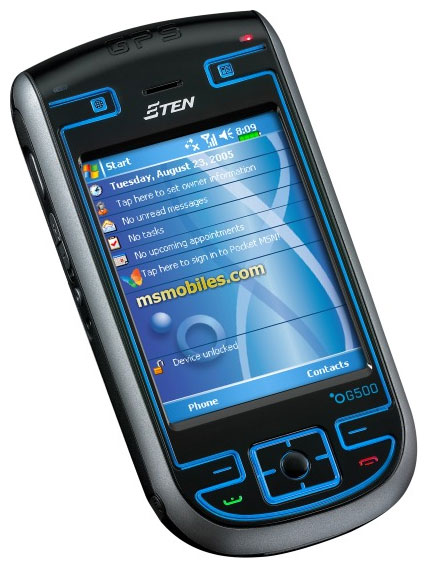 GPS
ETEN
Start 8:09
Tuesday, August 23, 2005
Tap here to set owner information
No unread messages
No tasks
No upcoming appointments
Tap here to sign in to Pocket MSN!
msmobiles.com
Device unlocked
Phone Contacts
G500